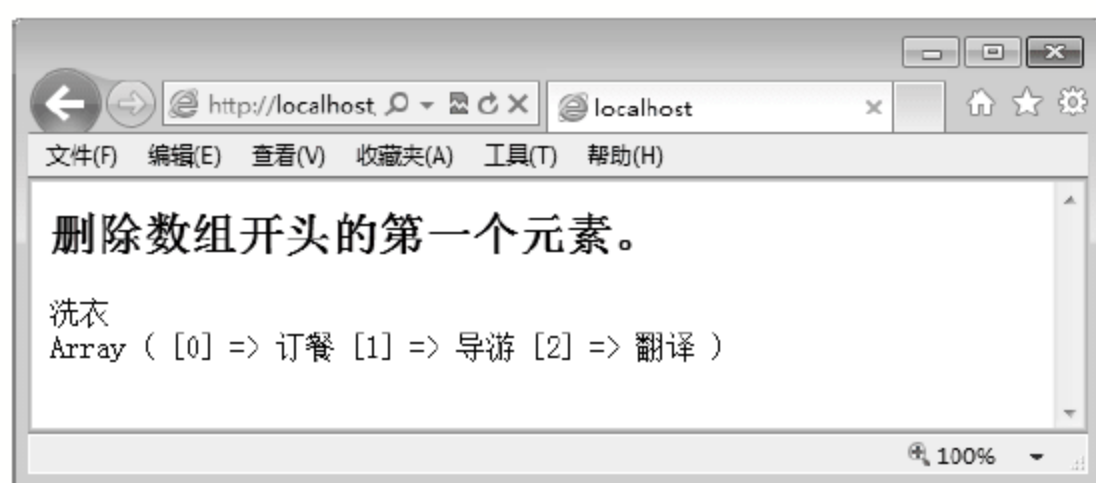 http://localhost
localhost
文件(F) 编辑(E) 查看(V) 收藏夹(A) 工具(T) 帮助(H)
删除数组开头的第一个元素。
洗衣
Array ( [0] => 订餐 [1] => 导游 [2] => 翻译 )
100%